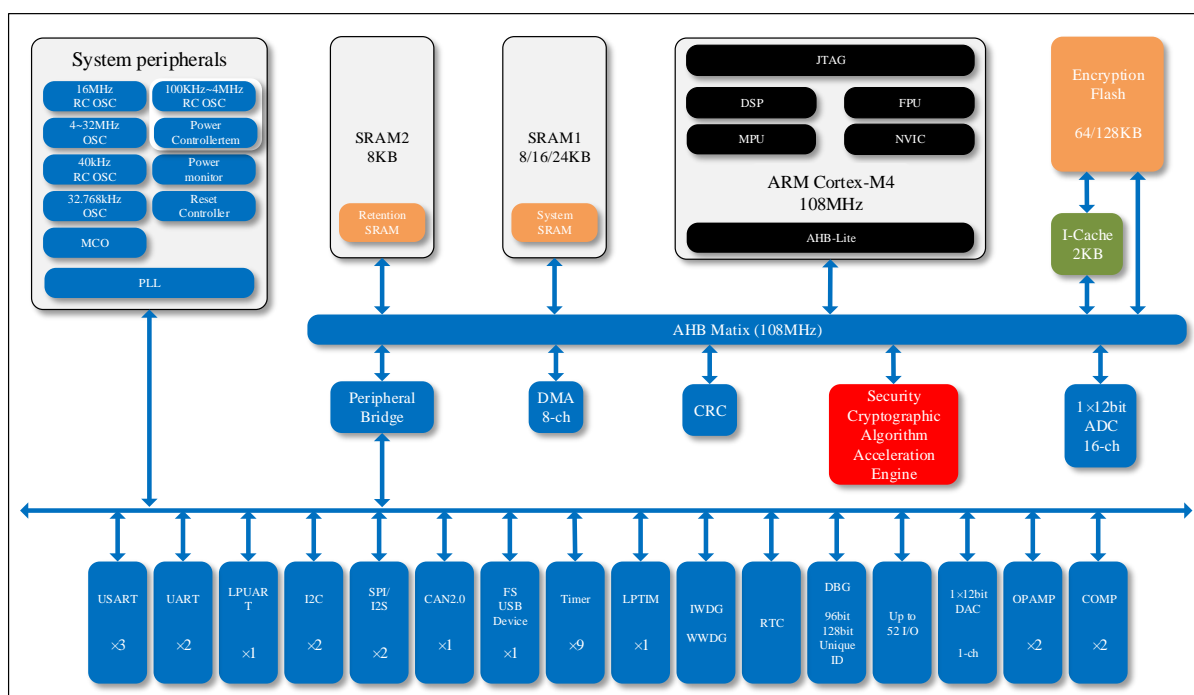 System peripherals
16MHz
RC OSC
100KHz~4MHz
RC OSC
4~32MHz
OSC
Power
Controllertem
40kHz
RC OSC
Power
monitor
32.768kHz
OSC
Reset
Controller
MCO
PLL
SRAM2
8KB
Retention
SRAM
SRAM1
8/16/24KB
System
SRAM
JTAG
DSP
FPU
MPU
NVIC
ARM Cortex-M4
108MHz
AHB-Lite
Encryption
Flash
64/128KB
I-Cache
2KB
AHB Matix (108MHz)
Peripheral
Bridge
DMA
8-ch
CRC
Security
Cryptographic
Algorithm
Acceleration
Engine
1×12bit
ADC
16-ch
USART
×3
UART
×2
LPUAR
T
×1
I2C
×2
SPI/
I2S
×2
CAN2.0
×1
FS
USB
Device
×1
Timer
×9
LPTIM
×1
IWDG
WWDG
RTC
DBG
96bit
128bit
Unique
ID
Up to
52 I/O
1×12bit
DAC
1-ch
OPAMP
×2
COMP
×2